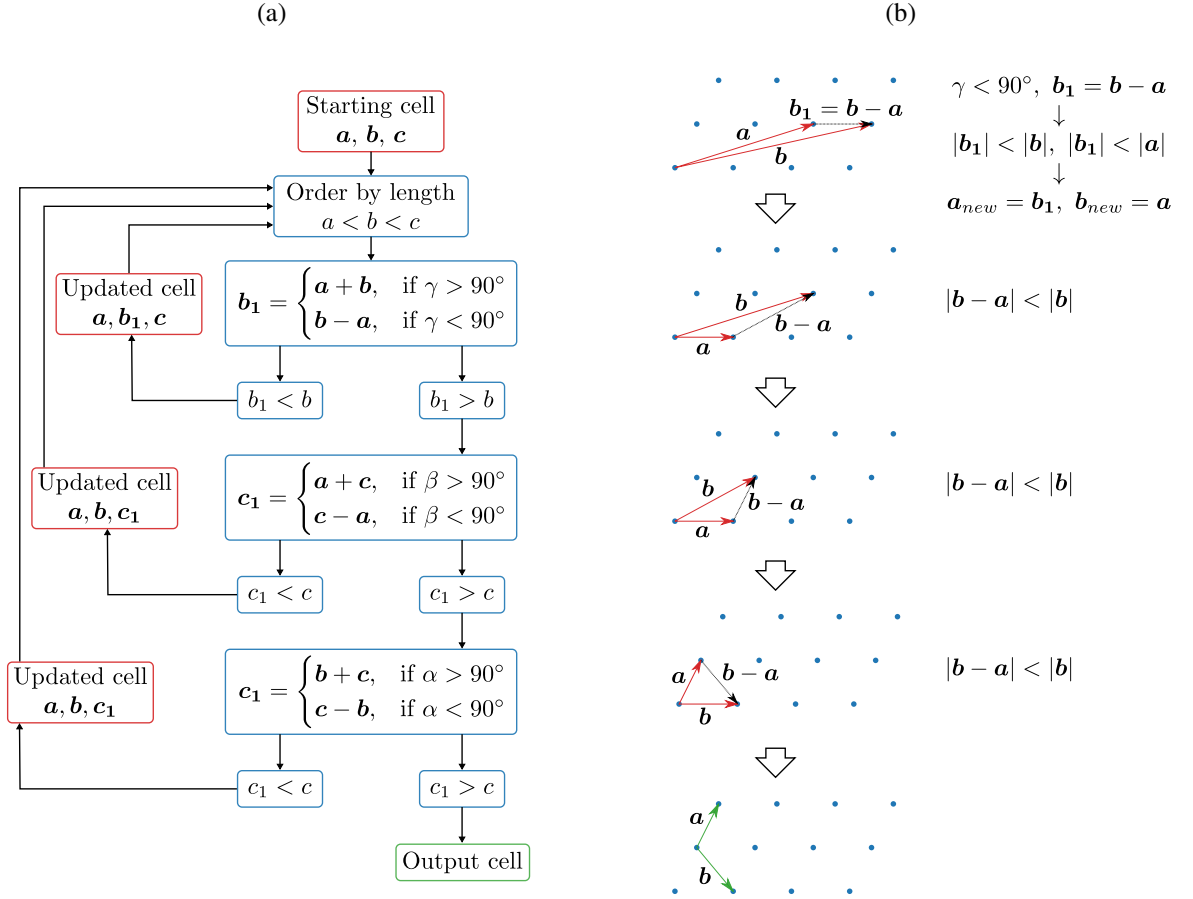 (a)
Starting cell
a, b, c
Order by length
a < b < c
b₁ = { a + b, if γ > 90°
b − a, if γ < 90°
Updated cell
a, b₁, c
b₁ < b
b₁ > b
c₁ = { a + c, if β > 90°
c − a, if β < 90°
Updated cell
a, b, c₁
c₁ < c
c₁ > c
c₁ = { b + c, if α > 90°
c − b, if α < 90°
Updated cell
a, b, c₁
c₁ < c
c₁ > c
Output cell
(b)
b₁ = b − a
a
b
γ < 90°, b₁ = b − a
↓
|b₁| < |b|, |b₁| < |a|
↓
a_new = b₁, b_new = a
b
b − a
a
|b − a| < |b|
b
b − a
a
|b − a| < |b|
a
b − a
b
|b − a| < |b|
a
b